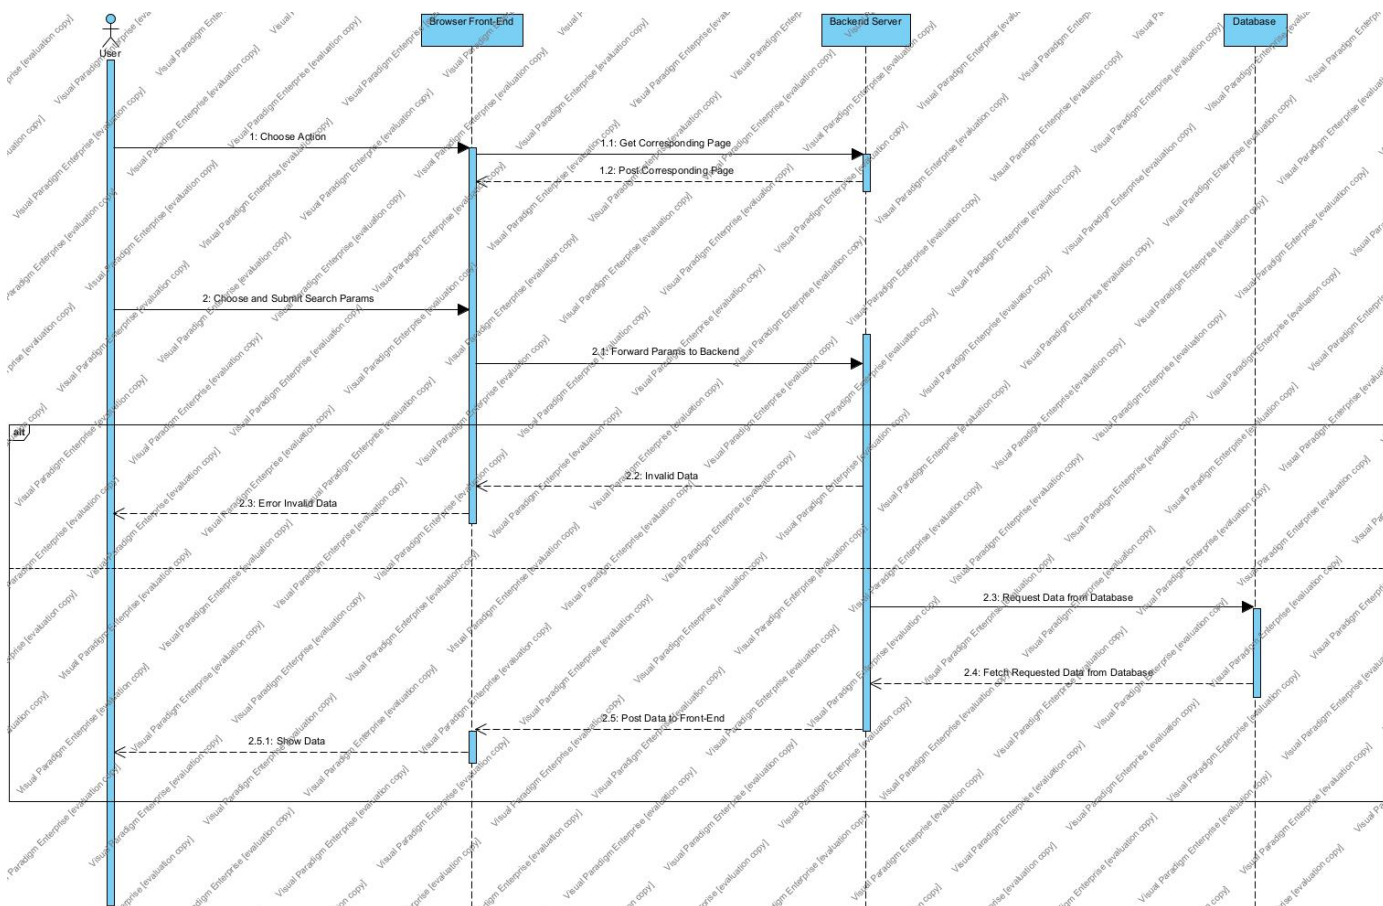 Browser Front-End
Backend Server
Database
User
1: Choose Action
1.1: Get Corresponding Page
1.2: Post Corresponding Page
2: Choose and Submit Search Params
2.1: Forward Params to Backend
alt
2.2: Invalid Data
2.3: Error Invalid Data
2.3: Request Data from Database
2.4: Fetch Requested Data from Database
2.5: Post Data to Front-End
2.5.1: Show Data
Visual Paradigm Enterprise [evaluation copy]